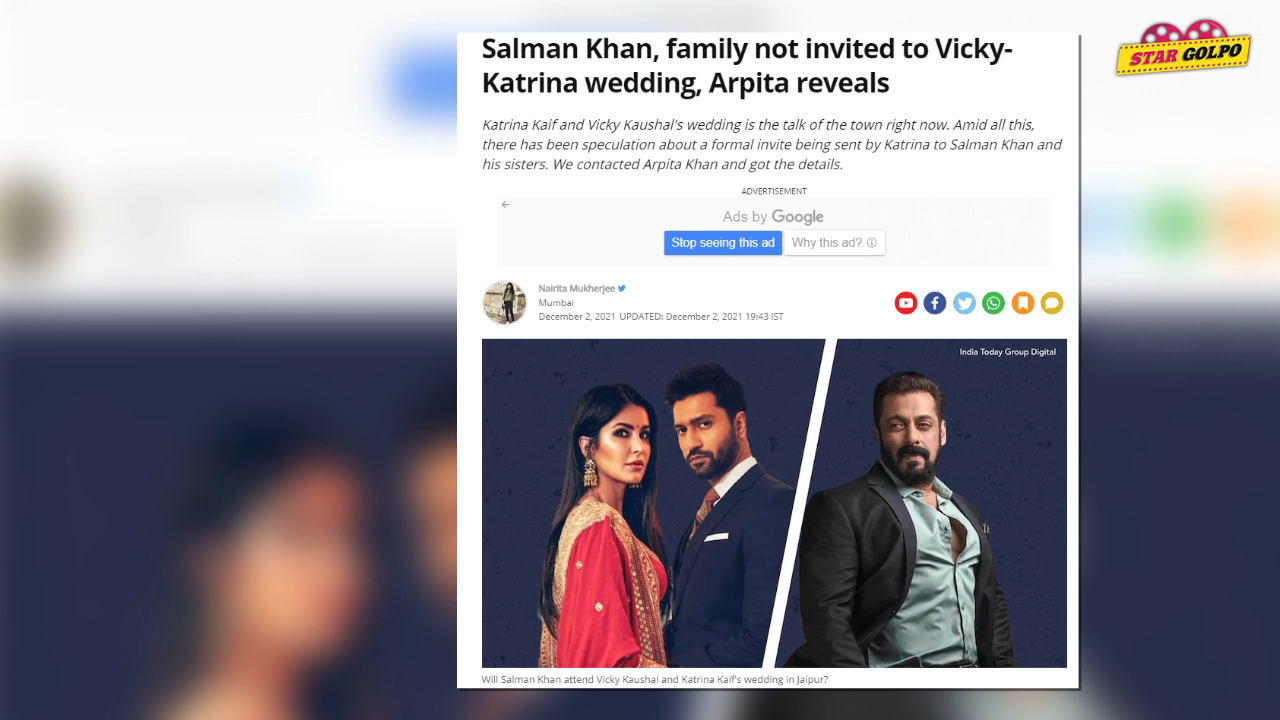 Salman Khan, family not invited to Vicky-
Katrina wedding, Arpita reveals
STAR GOLPO
Katrina Kaif and Vicky Kaushal's wedding is the talk of the town right now. Amid all this,
there has been speculation about a formal invite being sent by Katrina to Salman Khan and
his sisters. We contacted Arpita Khan and got the details.
ADVERTISEMENT
Ads by Google
Stop seeing this ad
Why this ad?
Nairita Mukherjee
Mumbai
December 2, 2021 UPDATED: December 2, 2021 19:43 IST
India Today Group Digital
Will Salman Khan attend Vicky Kaushal and Katrina Kaif's wedding in Jaipur?